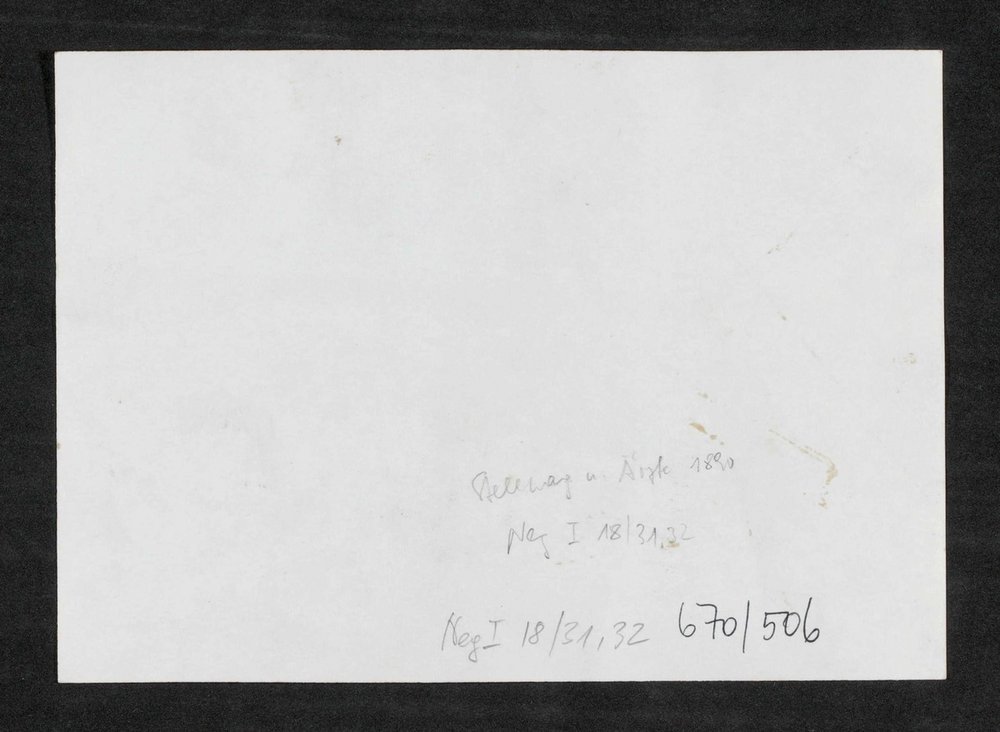 Stellwag u. Ärzte 1890
Neg I 18/31,32
Neg I 18/31,32 670/506